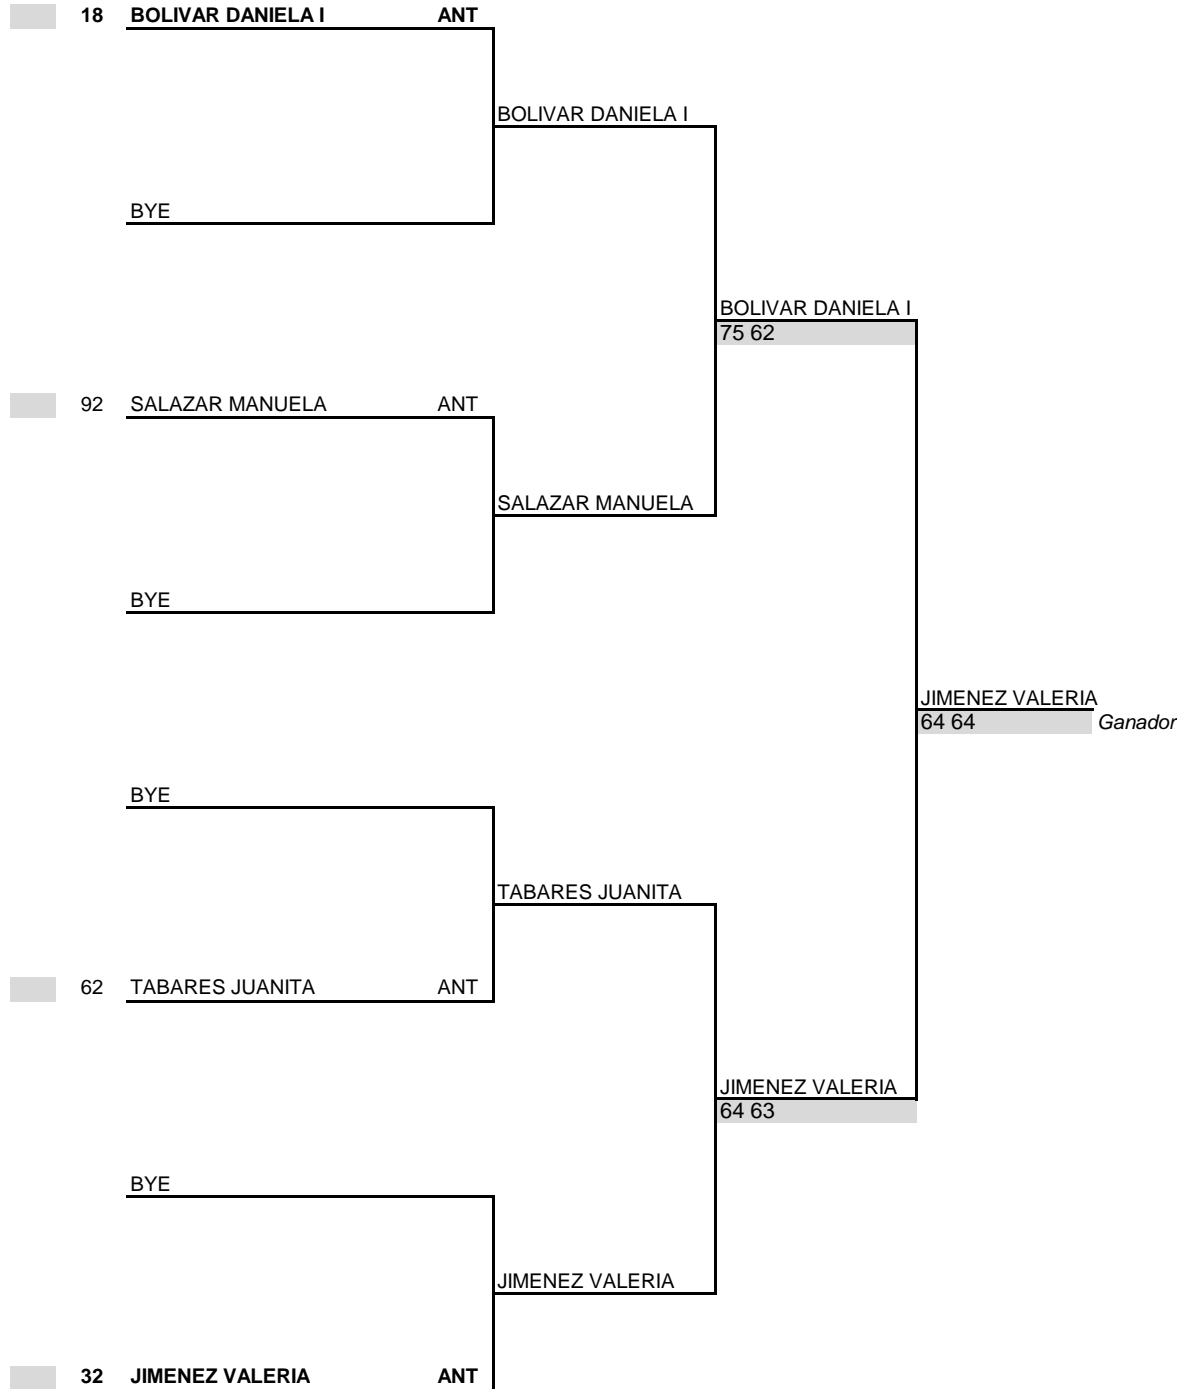 18 BOLIVAR DANIELA I ANT
BOLIVAR DANIELA I
BYE
BOLIVAR DANIELA I
75 62
92 SALAZAR MANUELA ANT
SALAZAR MANUELA
BYE
JIMENEZ VALERIA
64 64 Ganador
BYE
TABARES JUANITA
62 TABARES JUANITA ANT
JIMENEZ VALERIA
64 63
BYE
JIMENEZ VALERIA
32 JIMENEZ VALERIA ANT